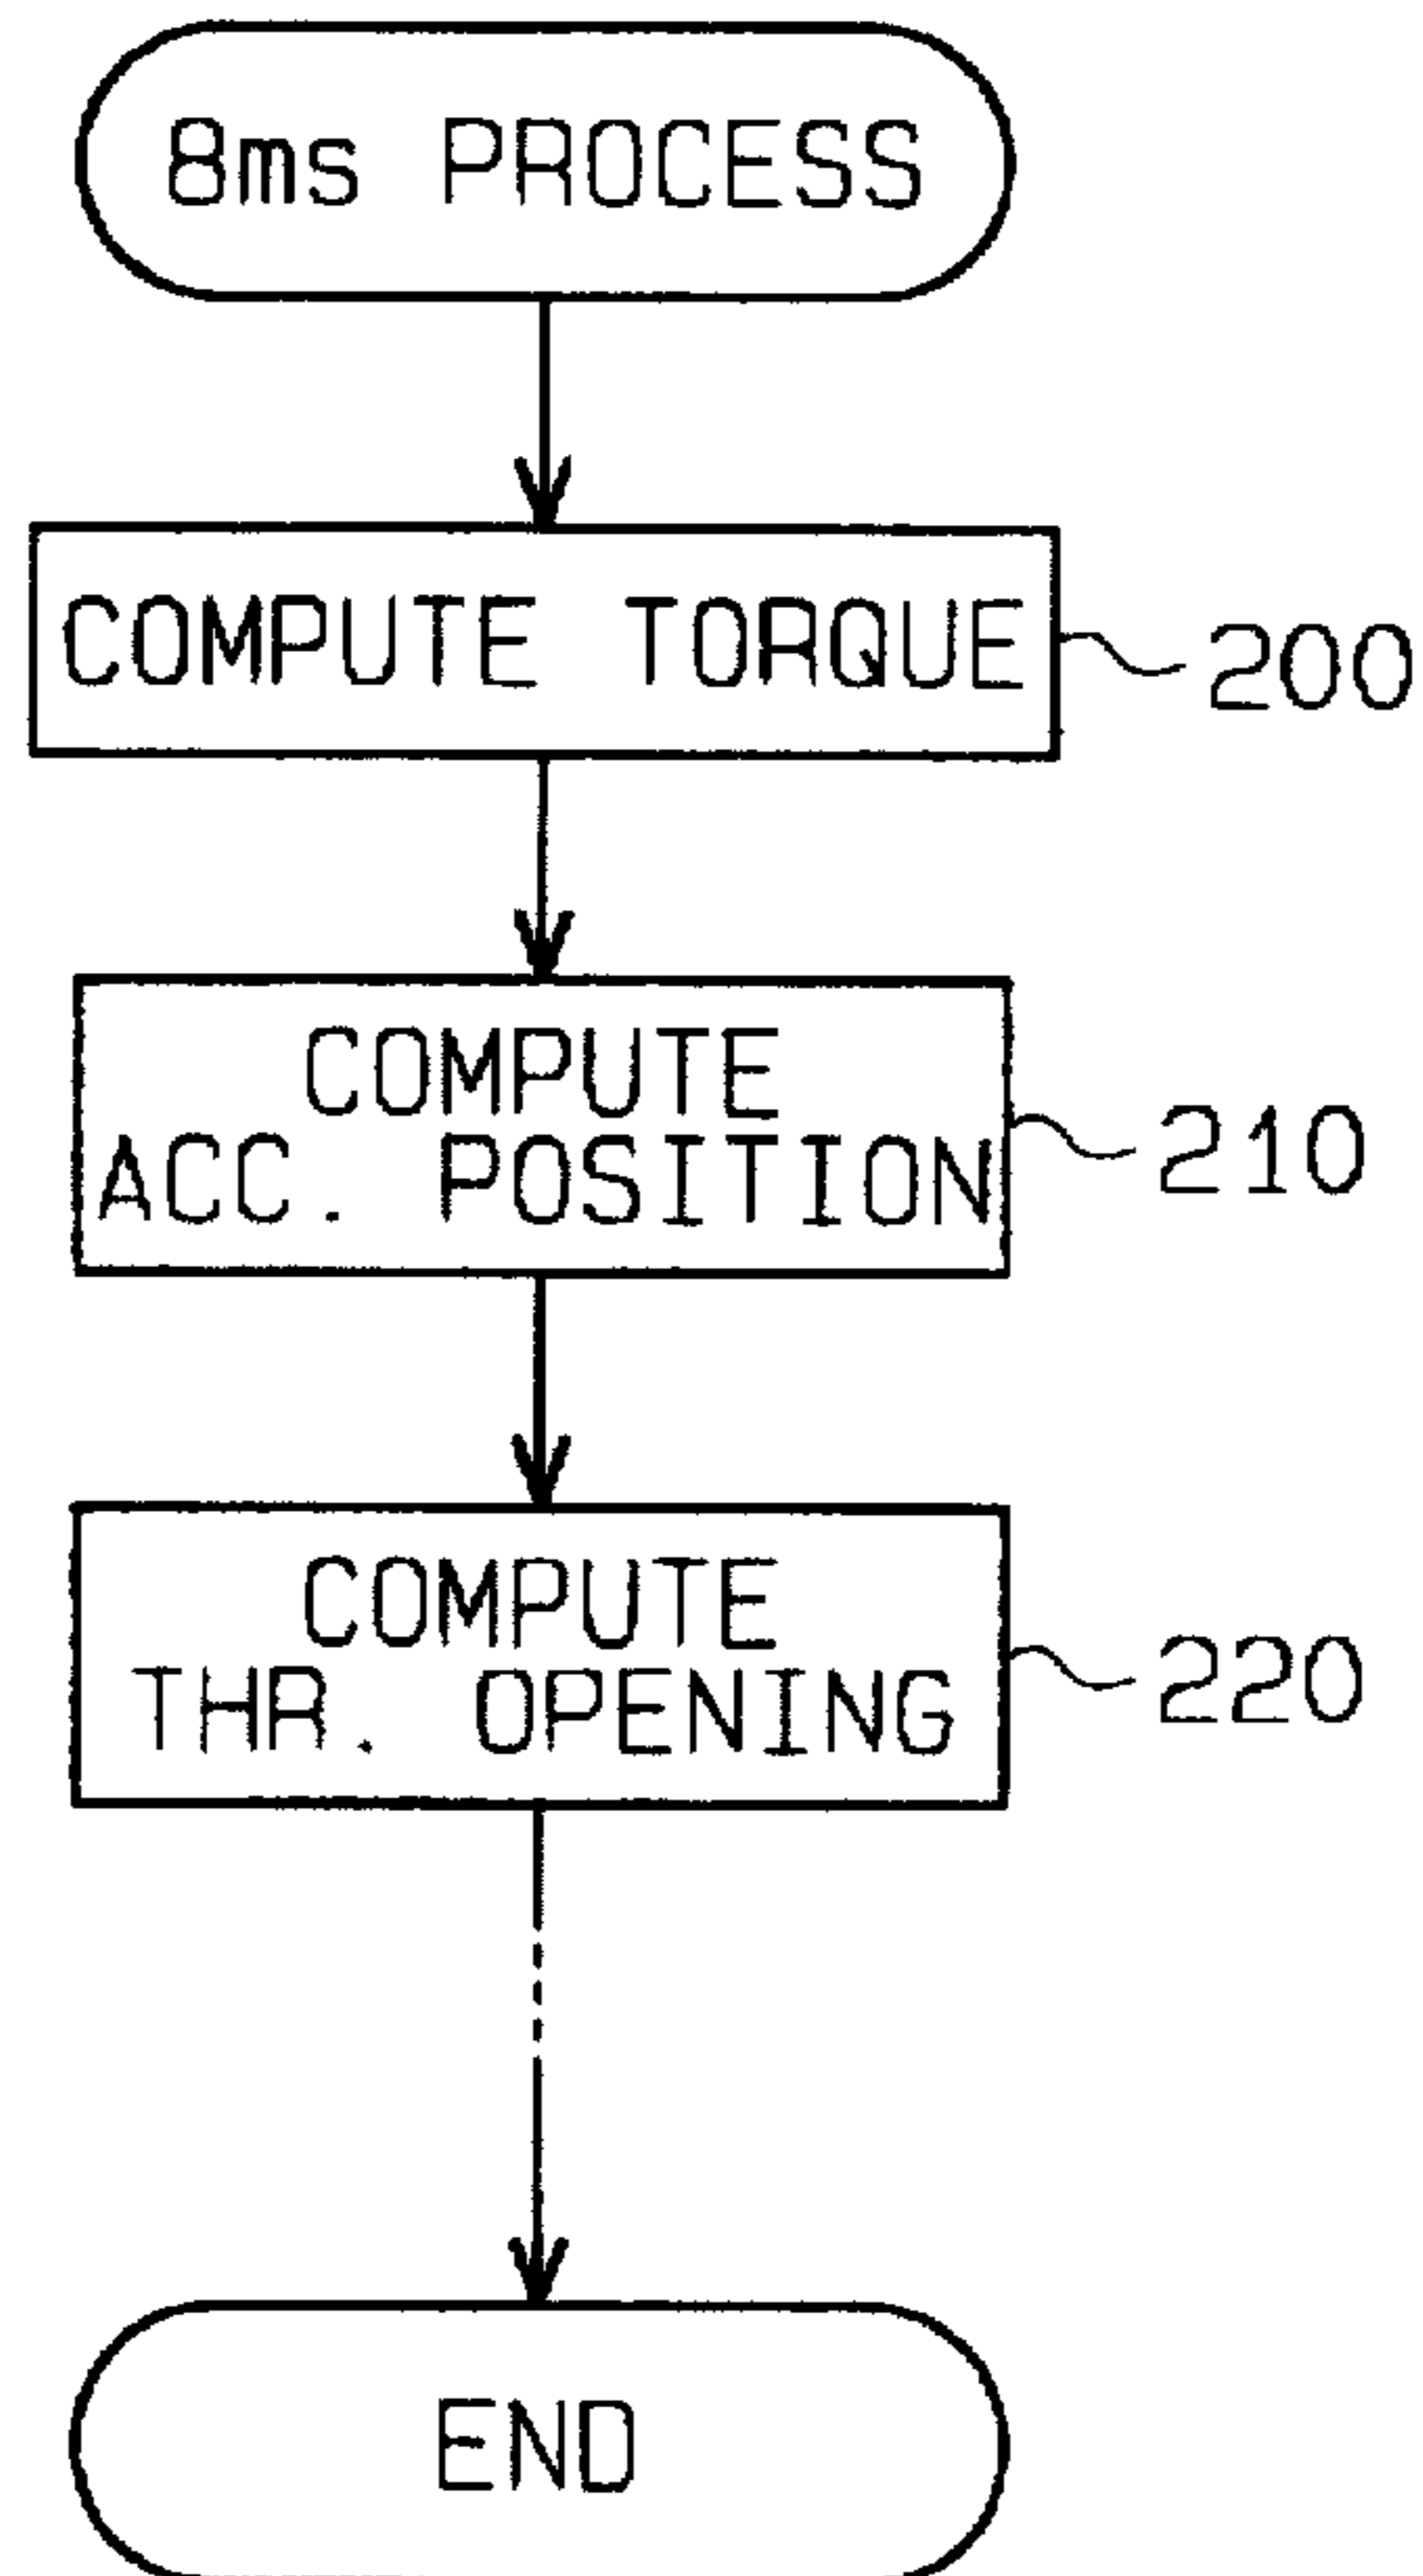 8ms PROCESS
COMPUTE TORQUE
200
COMPUTE
ACC. POSITION
210
COMPUTE
THR. OPENING
220
END